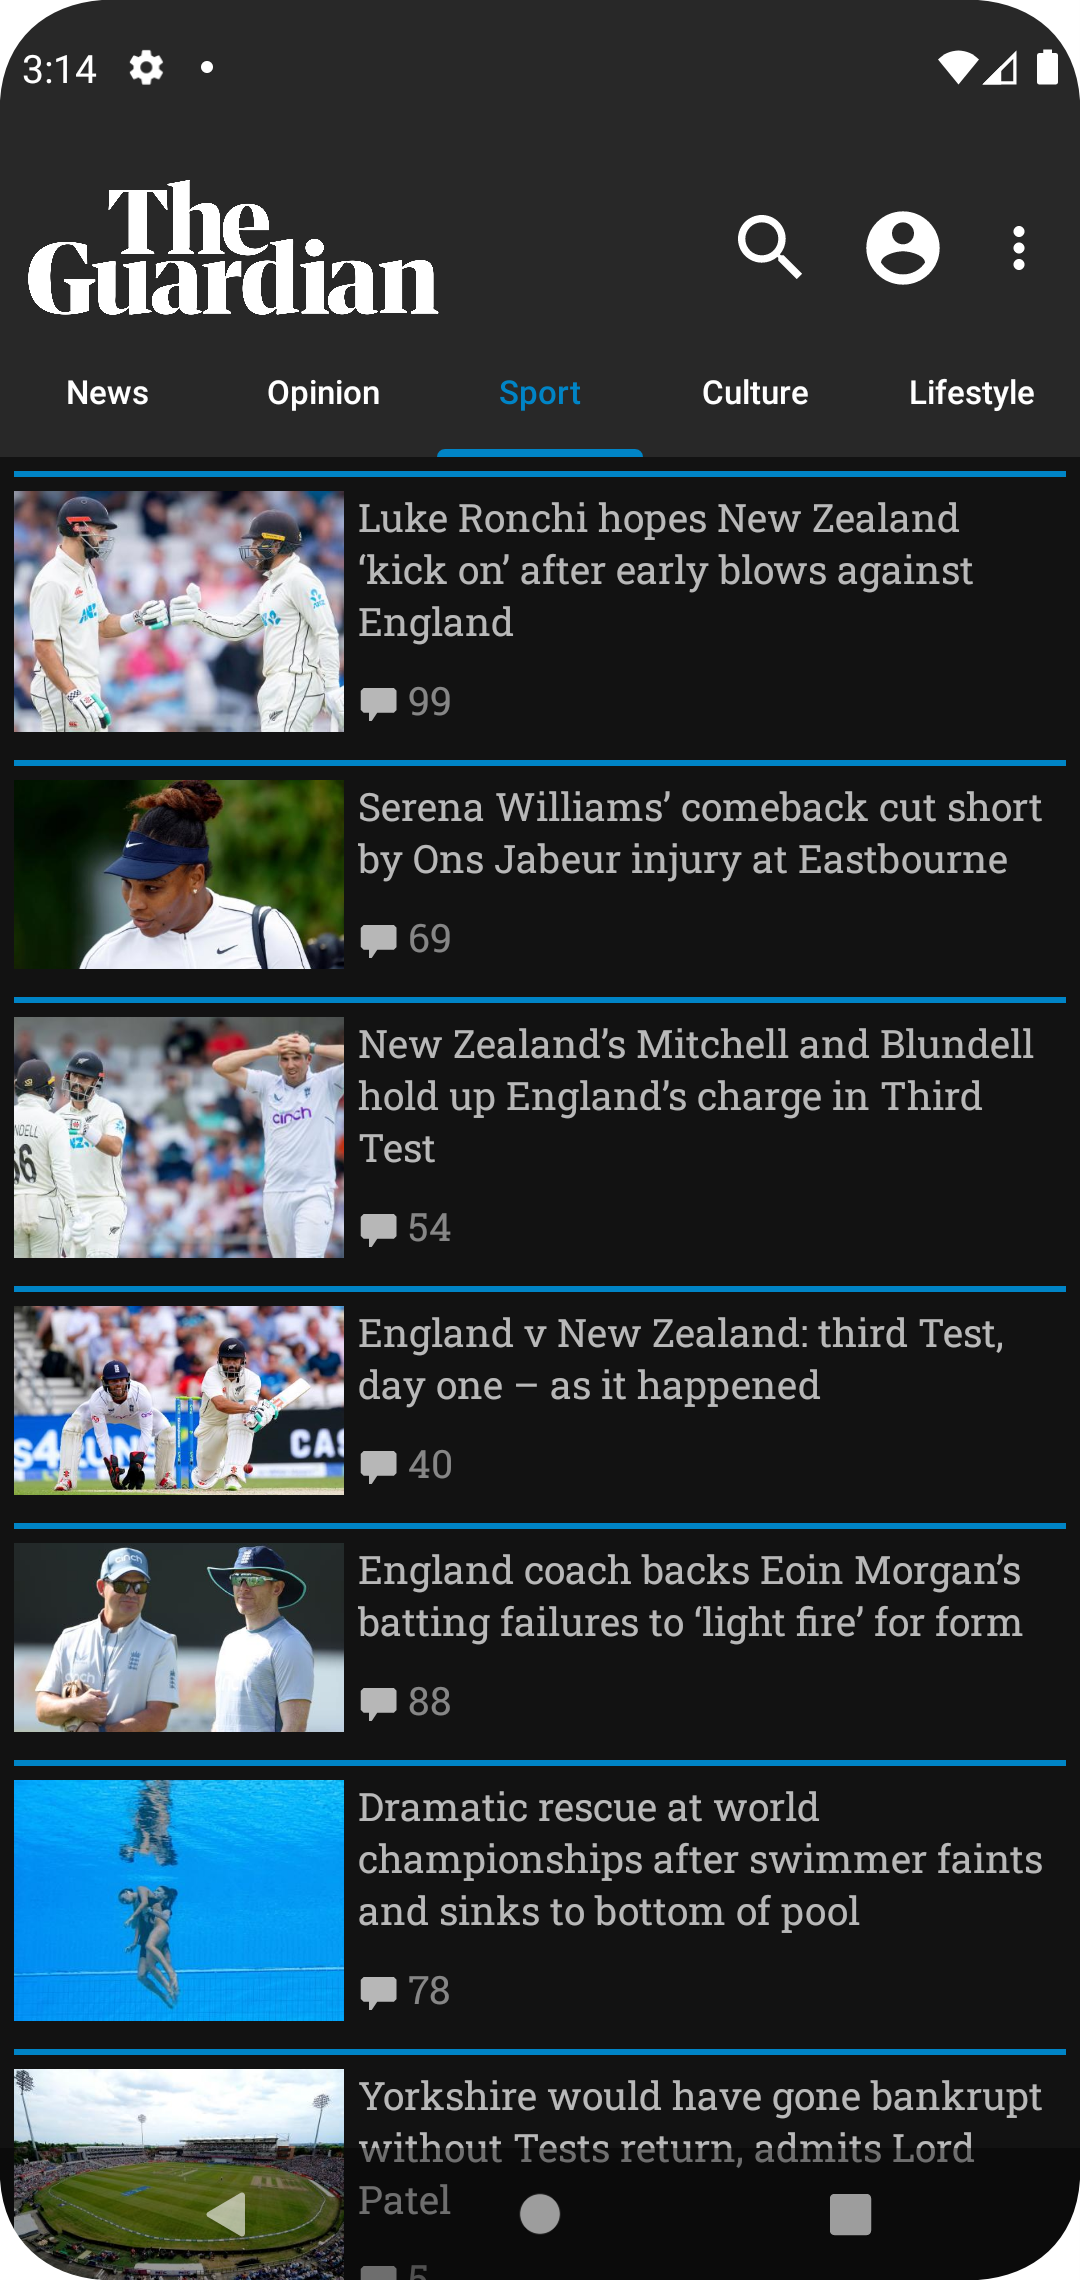 3:14
The
Guardian
News Opinion Sport Culture Lifestyle
Luke Ronchi hopes New Zealand
‘kick on’ after early blows against
England
99
Serena Williams’ comeback cut short
by Ons Jabeur injury at Eastbourne
69
New Zealand’s Mitchell and Blundell
hold up England’s charge in Third
Test
cinch
54
England v New Zealand: third Test,
day one – as it happened
40
England coach backs Eoin Morgan’s
batting failures to ‘light fire’ for form
cinch
88
Dramatic rescue at world
championships after swimmer faints
and sinks to bottom of pool
78
Yorkshire would have gone bankrupt
without Tests return, admits Lord
Patel
5